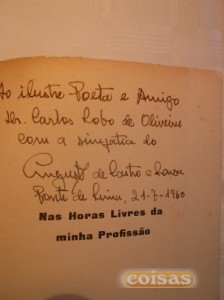 Ao ilustre Poeta e Amigo
Dr. Carlos Lobo de Oliveira
com a simpatia do
Augusto de Castro e Sousa
Ponte de Lima, 21-7-1960
Nas Horas Livres da
minha Profissão
coisas